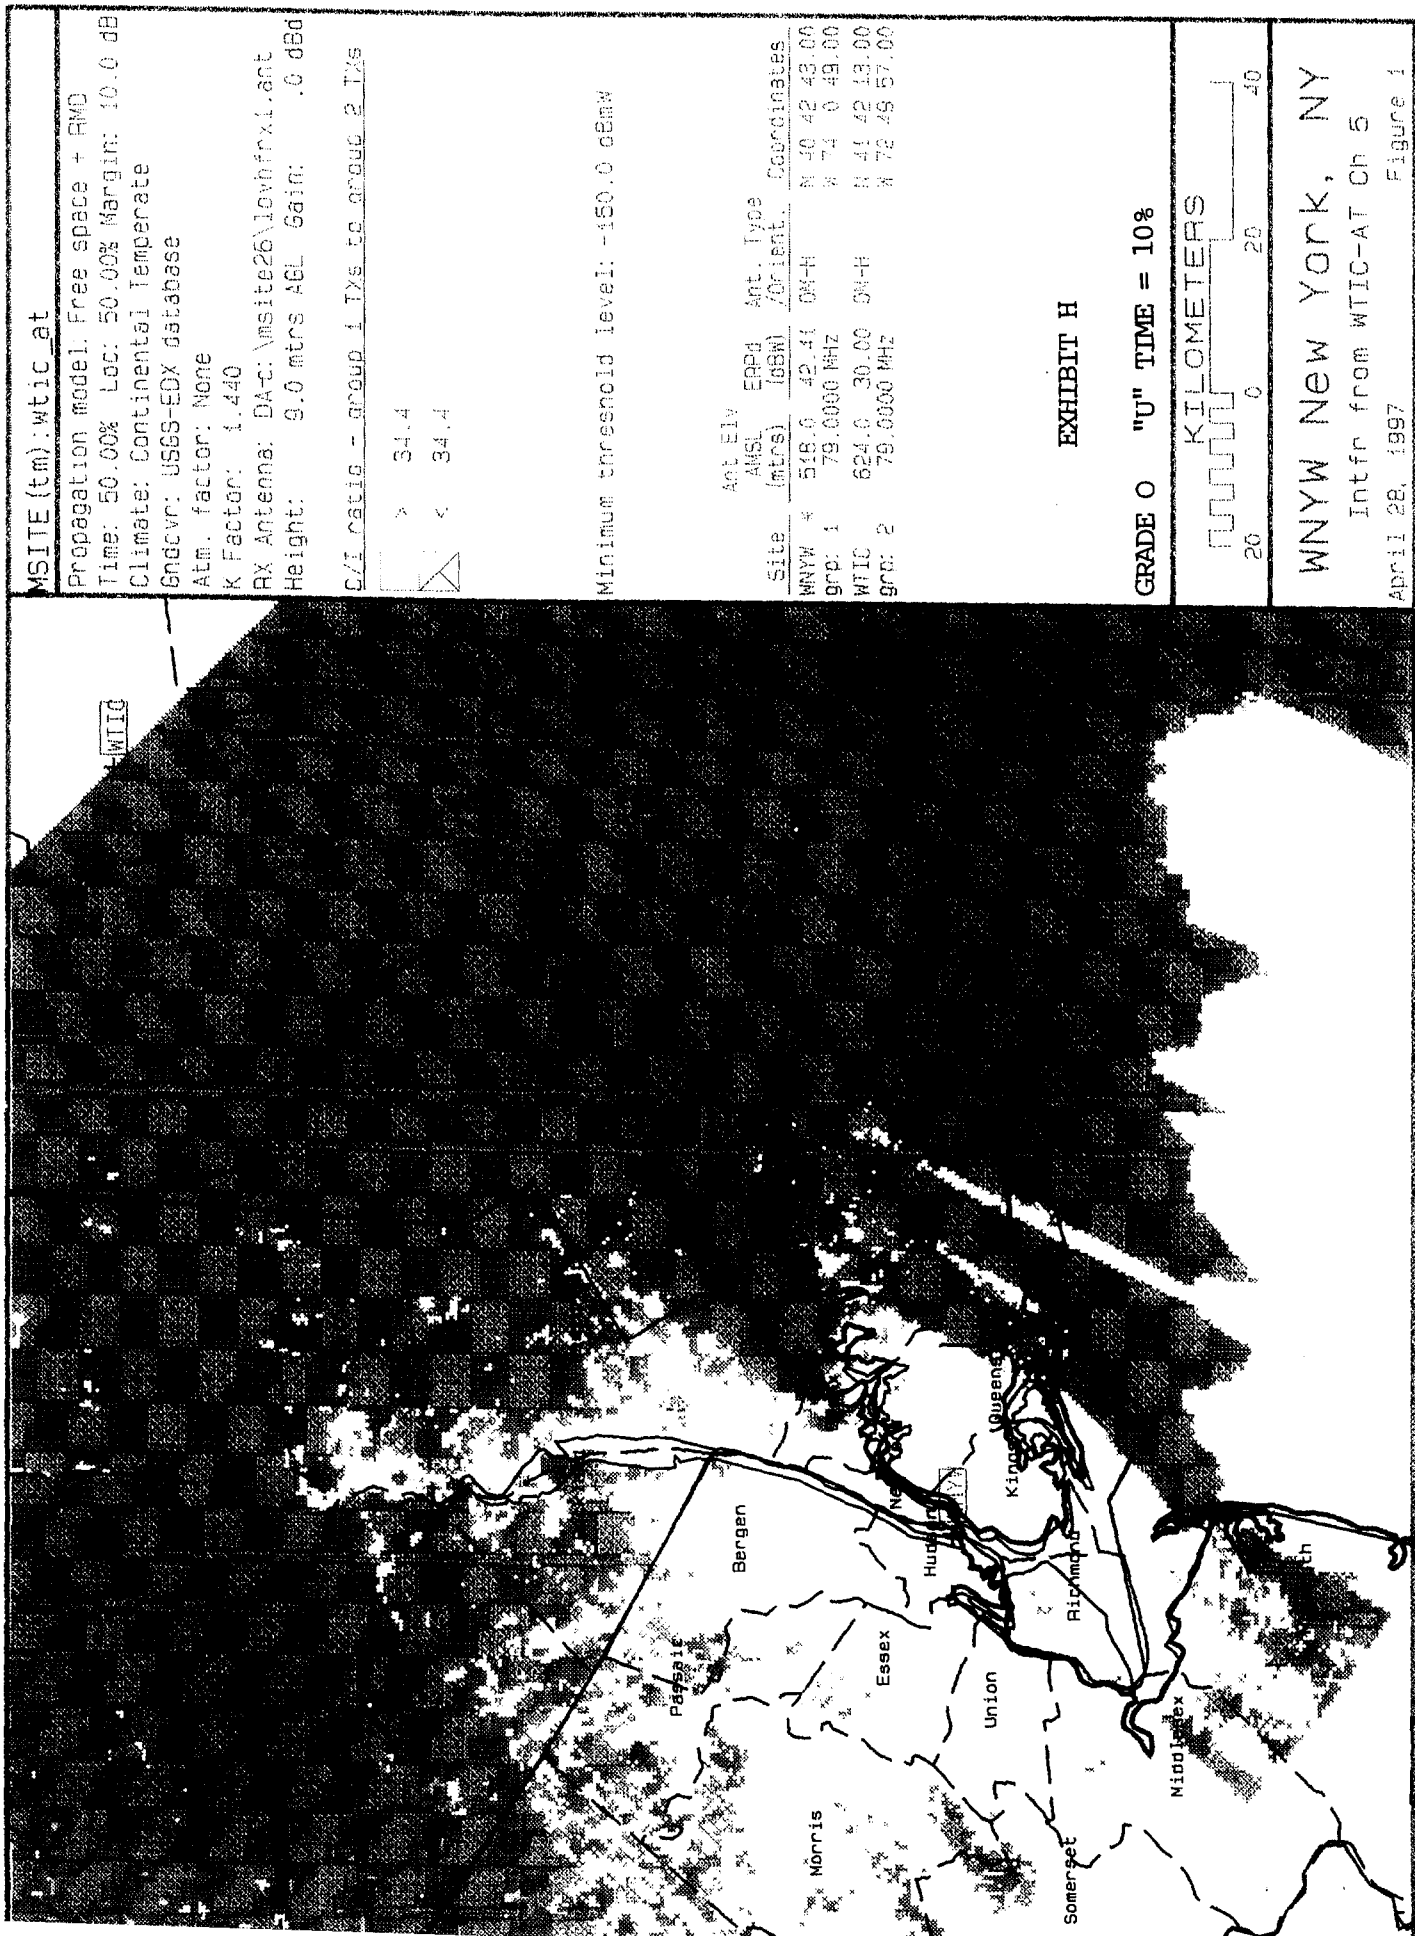 MSITE(tm):wtic_at
Propagation model: Free space + RMD
Time: 50.00% Loc: 50.00% Margin: 10.0 dB
Climate: Continental Temperate
Grndcvr: USGS-EDX database
Atm. factor: None
K Factor: 1.440
RX Antenna: DA-c:\msite26\lovhfrx1.ant
Height: 9.0 mtrs AGL Gain: .0 dBd
C/I ratio - group 1 TXs to group 2 TXs
> 34.4
< 34.4
Minimum threshold level: -150.0 dBmW
Ant Elv
AMSL ERPd Ant. Type
Site (mtrs) (dBW) /Orient. Coordinates
WNYW * 518.0 42.41 OM-H N 40 42 43.00
grp: 1 79.0000 MHz W 74 0 49.00
WTIC 624.0 30.00 OM-H N 41 42 13.00
grp: 2 79.0000 MHz W 72 49 57.00
EXHIBIT H
GRADE O "U" TIME = 10%
KILOMETERS
20 0 20 40
WNYW New York, NY
Intfr from WTIC-AT Ch 5
April 28, 1997 Figure 1
WTIC
Bergen
Passaic
Essex
Morris
Union
Richmond
Queens
Somerset
Middlesex